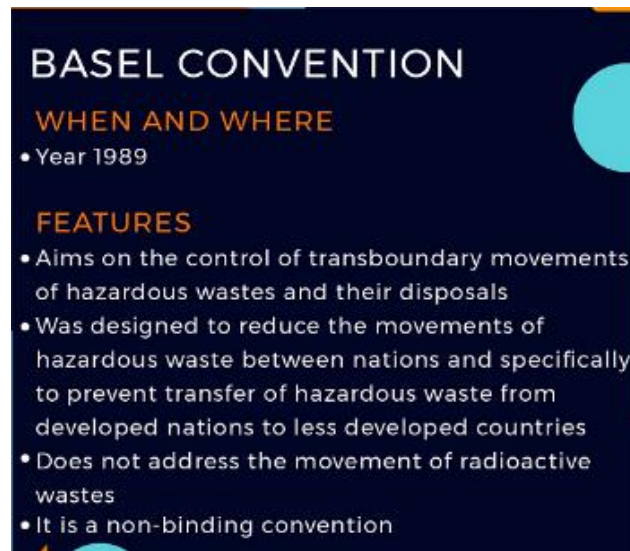 BASEL CONVENTION
WHEN AND WHERE
• Year 1989
FEATURES
• Aims on the control of transboundary movements
of hazardous wastes and their disposals
• Was designed to reduce the movements of
hazardous waste between nations and specifically
to prevent transfer of hazardous waste from
developed nations to less developed countries
• Does not address the movement of radioactive
wastes
• It is a non-binding convention